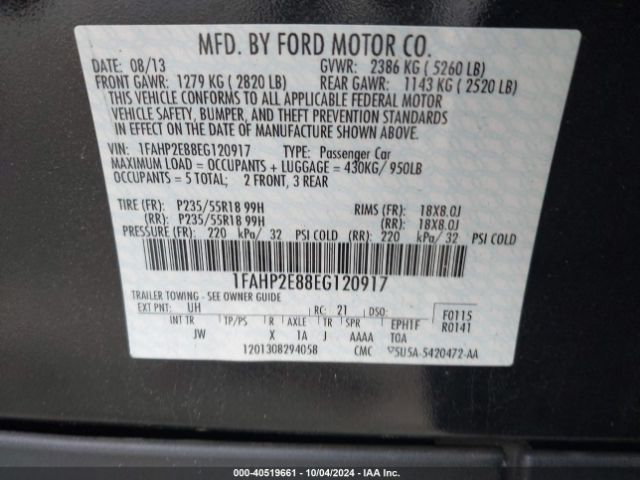 MFD. BY FORD MOTOR CO.
DATE: 08/13 GVWR: 2386 KG ( 5260 LB)
FRONT GAWR: 1279 KG ( 2820 LB) REAR GAWR: 1143 KG ( 2520 LB)
THIS VEHICLE CONFORMS TO ALL APPLICABLE FEDERAL MOTOR
VEHICLE SAFETY, BUMPER, AND THEFT PREVENTION STANDARDS
IN EFFECT ON THE DATE OF MANUFACTURE SHOWN ABOVE.
VIN: 1FAHP2E88EG120917 TYPE: Passenger Car
MAXIMUM LOAD = OCCUPANTS + LUGGAGE = 430KG/ 950LB
OCCUPANTS = 5 TOTAL; 2 FRONT, 3 REAR
TIRE (FR): P235/55R18 99H RIMS (FR): 18X8.0J
(RR): P235/55R18 99H (RR): 18X8.0J
PRESSURE (FR): 220 kPa/ 32 PSI COLD (RR): 220 kPa/ 32 PSI COLD
1FAHP2E88EG120917
TRAILER TOWING - SEE OWNER GUIDE
EXT PNT: UH RC: 21 DSO: F0115
INT TR TP/PS R AXLE TR SPR EPH1F R0141
JW X 1A J AAAA TOA
1201308294058 CMC 5U5A-5420472-AA
000-40519661 - 10/04/2024 - IAA Inc.